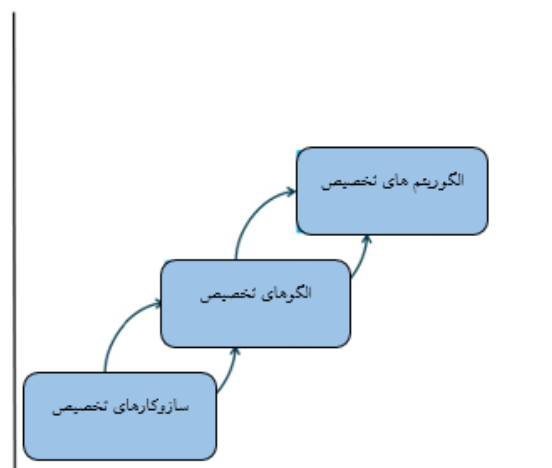 الگوریتم های تخصیص
الگوهای تخصیص
سازوکارهای تخصیص